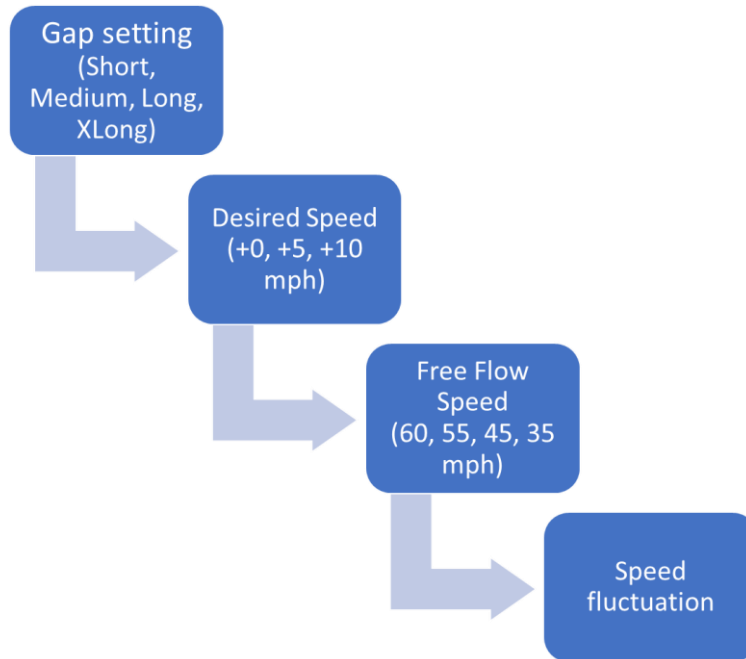 Gap setting
(Short,
Medium, Long,
XLong)
Desired Speed
(+0, +5, +10
mph)
Free Flow
Speed
(60, 55, 45, 35
mph)
Speed
fluctuation